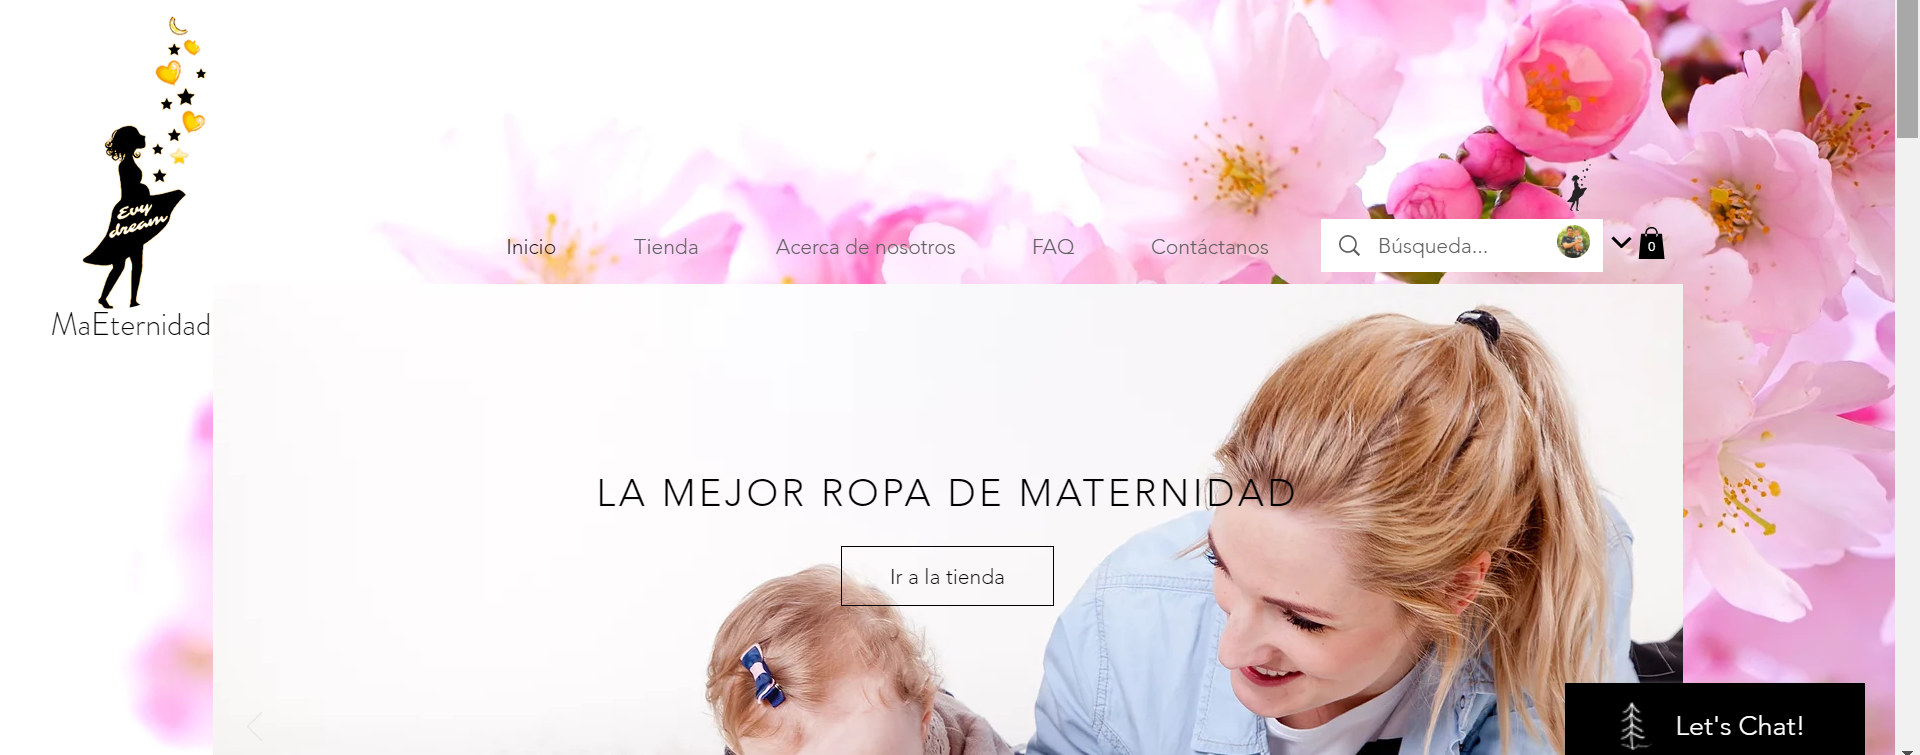 Evy
dream
MaEternidad
Inicio
Tienda
Acerca de nosotros
FAQ
Contáctanos
Búsqueda...
0
LA MEJOR ROPA DE MATERNIDAD
Ir a la tienda
Let's Chat!